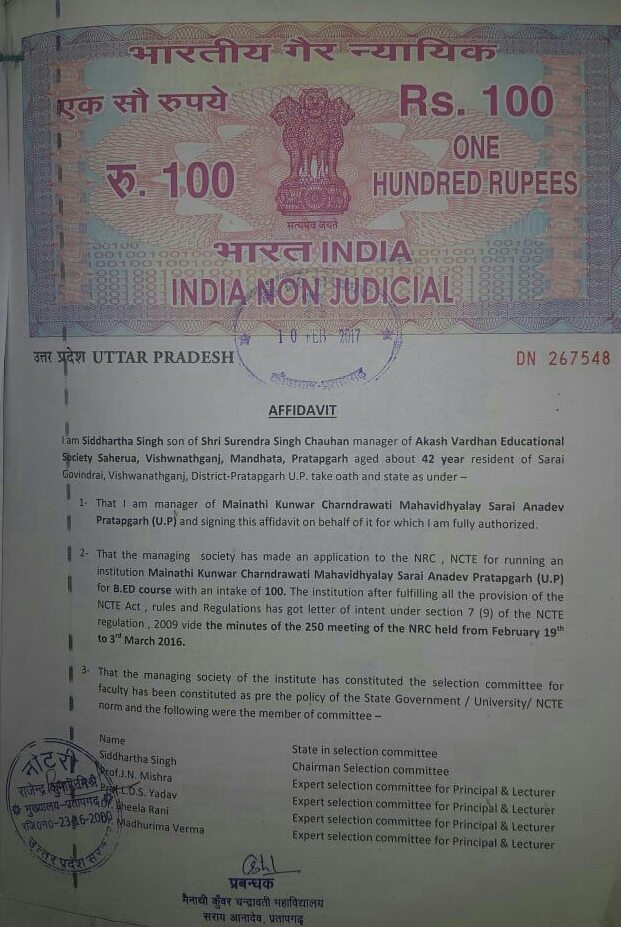 भारतीय गैर न्यायिक
एक सौ रुपये
Rs. 100
रु. 100
ONE
HUNDRED RUPEES
सत्यमेव जयते
भारत INDIA
INDIA NON JUDICIAL
10 FEB 2017
उत्तर प्रदेश UTTAR PRADESH
DN 267548
AFFIDAVIT
I am Siddhartha Singh son of Shri Surendra Singh Chauhan manager of Akash Vardhan Educational
Society Saherua, Vishwnathganj, Mandhata, Pratapgarh aged about 42 year resident of Sarai
Govindrai, Vishwanathganj, District-Pratapgarh U.P. take oath and state as under –
1- That I am manager of Mainathi Kunwar Charndrawati Mahavidhyalay Sarai Anadev
Pratapgarh (U.P) and signing this affidavit on behalf of it for which I am fully authorized.
2- That the managing society has made an application to the NRC , NCTE for running an
institution Mainathi Kunwar Charndrawati Mahavidhyalay Sarai Anadev Pratapgarh (U.P)
for B.ED course with an intake of 100. The institution after fulfilling all the provision of the
NCTE Act , rules and Regulations has got letter of intent under section 7 (9) of the NCTE
regulation , 2009 vide the minutes of the 250 meeting of the NRC held from February 19th
to 3rd March 2016.
3- That the managing society of the institute has constituted the selection committee for
faculty has been constituted as pre the policy of the State Government / University/ NCTE
norm and the following were the member of committee –
Name State in selection committee
Siddhartha Singh Chairman Selection committee
Prof.J.N. Mishra Expert selection committee for Principal & Lecturer
L.D.S. Yadav Expert selection committee for Principal & Lecturer
Sheela Rani Expert selection committee for Principal & Lecturer
Madhurima Verma Expert selection committee for Principal & Lecturer
नोटरी
मुख्यालय-प्रतापगढ़
उत्तर प्रदेश
प्रबन्धक
मैनाथी कुँवर चन्द्रावती महाविद्यालय
सराय आनादेव, प्रतापगढ़